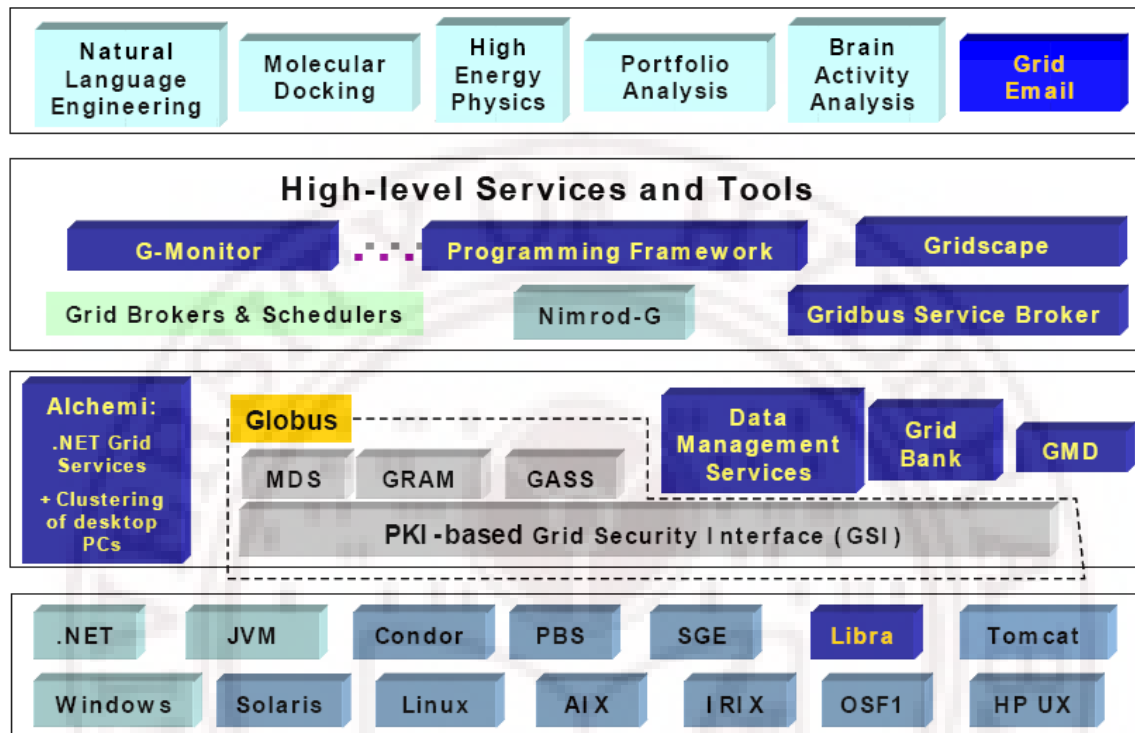 Natural
Language
Engineering
Molecular
Docking
High
Energy
Physics
Portfolio
Analysis
Brain
Activity
Analysis
Grid
Email
High-level Services and Tools
G-Monitor
Programming Framework
Gridscape
Grid Brokers & Schedulers
Nimrod-G
Gridbus Service Broker
Alchemi:
.NET Grid
Services
+ Clustering
of desktop
PCs
Globus
MDS
GRAM
GASS
Data
Management
Services
Grid
Bank
GMD
PKI-based Grid Security Interface (GSI)
.NET
JVM
Condor
PBS
SGE
Libra
Tomcat
Windows
Solaris
Linux
AIX
IRIX
OSF1
HP UX